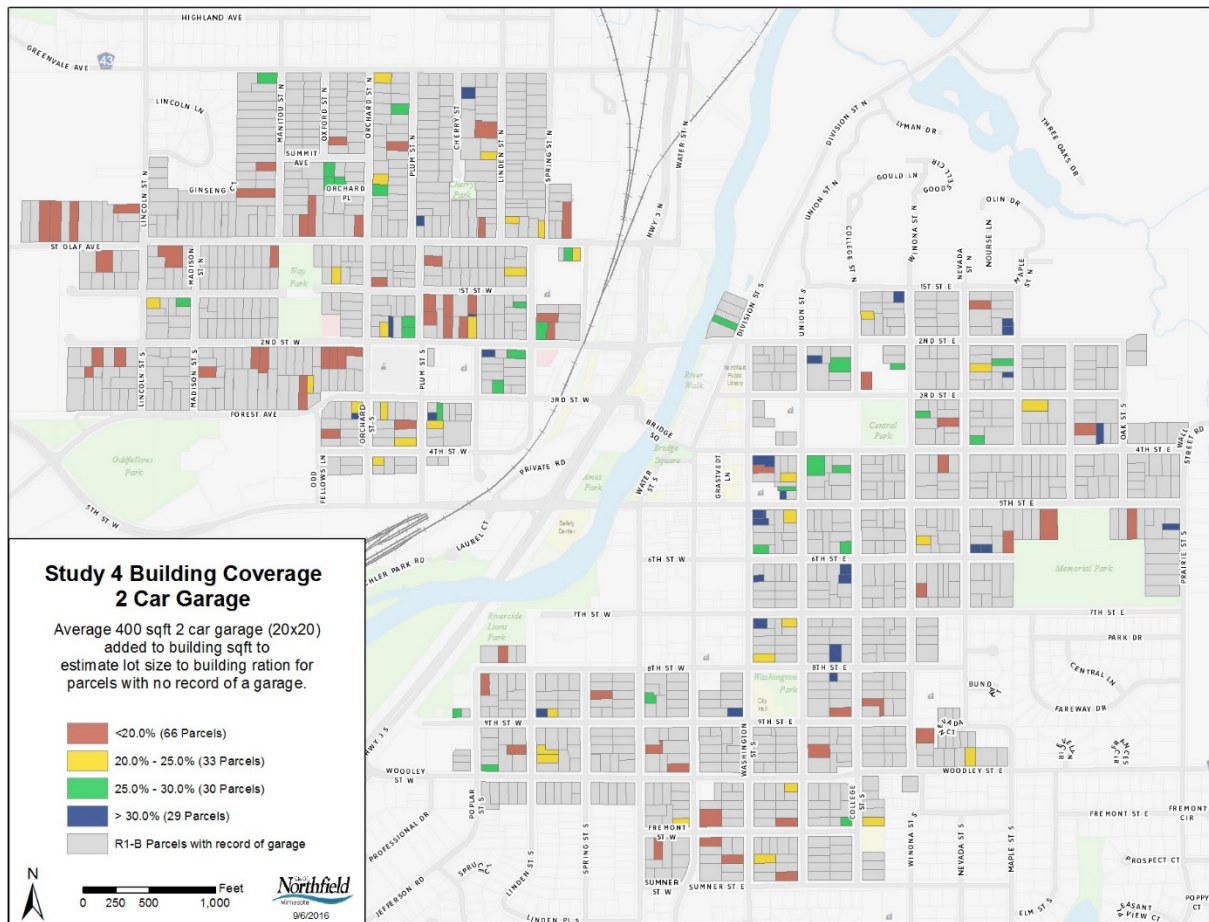 HIGHLAND AVE
GREENVALE AVE
43
LINCOLN LN
MANITOU ST N
OXFORD ST N
ORCHARD ST N
PLUM ST N
CHERRY ST
LINDEN ST N
SPRING ST N
WATER ST N
HWY 3 N
SUMMIT
AVE
GINSENG CT
ORCHARD
PL
Cherry
Park
LINCOLN ST N
ST OLAF AVE
MADISON
ST N
Way
Park
1ST ST W
2ND ST W
LINCOLN ST S
MADISON ST S
FOREST AVE
PLUM ST S
ORCHARD
ST S
3RD ST W
4TH ST W
ODD
FELLOWS LN
Oddfellows
Park
5TH ST W
PRIVATE RD
LAUREL CT
BRIDGE
SQ
Bridge
Square
WATER ST S
Ames
Park
Safety
Center
River
Walk
Northfield
Public
Library
DIVISION ST N
DIVISION ST S
UNION ST N
UNION ST S
LYMAN DR
GOULD LN
GOODSELL CIR
THREE OAKS DR
OLIN DR
COLLEGE ST N
WINONA ST N
NEVADA
ST N
NOURSE LN
MAPLE
ST N
1ST ST E
2ND ST E
3RD ST E
Central
Park
OAK ST S
WALL
STREET RD
4TH ST E
GRASTVEDT
LN
5TH ST E
6TH ST W
6TH ST E
Memorial Park
PRAIRIE ST S
7TH ST W
7TH ST E
Riverside
Lions
Park
8TH ST W
8TH ST E
Washington
Park
City
Hall
PARK DR
CENTRAL LN
FAREWAY DR
BUNDAY
CT
NEVADA
CT
9TH ST W
9TH ST E
HWY 3 S
WASHINGTON
ST S
WOODLEY
ST W
WOODLEY ST E
POPLAR
ST S
COLLEGE
ST S
FREMONT
ST W
FREMONT ST E
FREMONT
CIR
PROFESSIONAL DR
JEFFERSON RD
LINDEN ST S
SPRING ST S
WINONA ST S
NEVADA ST S
MAPLE ST S
PROSPECT CT
SUMNER
ST W
SUMNER ST E
LINDEN PL S
ELM ST S
POPPY
CT
Study 4 Building Coverage
2 Car Garage
Average 400 sqft 2 car garage (20x20)
added to building sqft to
estimate lot size to building ration for
parcels with no record of a garage.
<20.0% (66 Parcels)
20.0% - 25.0% (33 Parcels)
25.0% - 30.0% (30 Parcels)
> 30.0% (29 Parcels)
R1-B Parcels with record of garage
N
Feet
0 500 1,000
City of
Northfield
Minnesota
9/6/2016